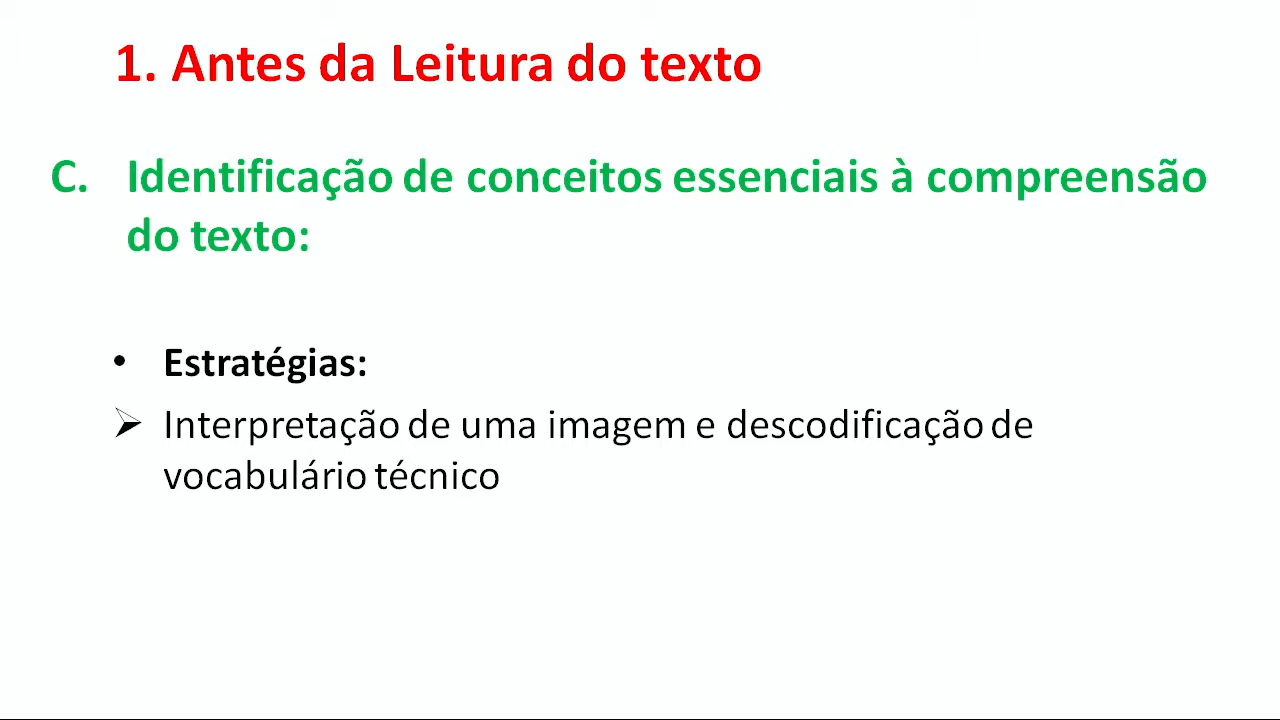 1. Antes da Leitura do texto
C. Identificação de conceitos essenciais à compreensão
do texto:
• Estratégias:
➢ Interpretação de uma imagem e descodificação de
vocabulário técnico